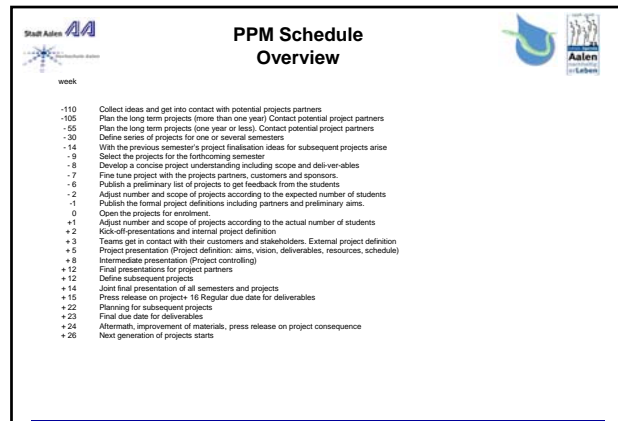 Stadt Aalen
PPM Schedule
Overview
Hochschule Aalen
Aalen
nachhaltig
er Leben
week
-110 Collect ideas and get into contact with potential projects partners
-105 Plan the long term projects (more than one year) Contact potential project partners
- 55 Plan the long term projects (one year or less). Contact potential project partners
- 30 Define series of projects for one or several semesters
- 14 With the previous semester's project finalisation ideas for subsequent projects arise
- 9 Select the projects for the forthcoming semester
- 8 Develop a concise project understanding including scope and deli-ver-ables
- 7 Fine tune project with the projects partners, customers and sponsors.
- 6 Publish a preliminary list of projects to get feedback from the students
- 2 Adjust number and scope of projects according to the expected number of students
-1 Publish the formal project definitions including partners and preliminary aims.
0 Open the projects for enrolment.
+1 Adjust number and scope of projects according to the actual number of students
+ 2 Kick-off-presentations and internal project definition
+ 3 Teams get in contact with their customers and stakeholders. External project definition
+ 5 Project presentation (Project definition: aims, vision, deliverables, resources, schedule)
+ 8 Intermediate presentation (Project controlling)
+ 12 Final presentations for project partners
+ 12 Define subsequent projects
+ 14 Joint final presentation of all semesters and projects
+ 15 Press release on project+ 16 Regular due date for deliverables
+ 22 Planning for subsequent projects
+ 23 Final due date for deliverables
+ 24 Aftermath, improvement of materials, press release on project consequence
+ 26 Next generation of projects starts